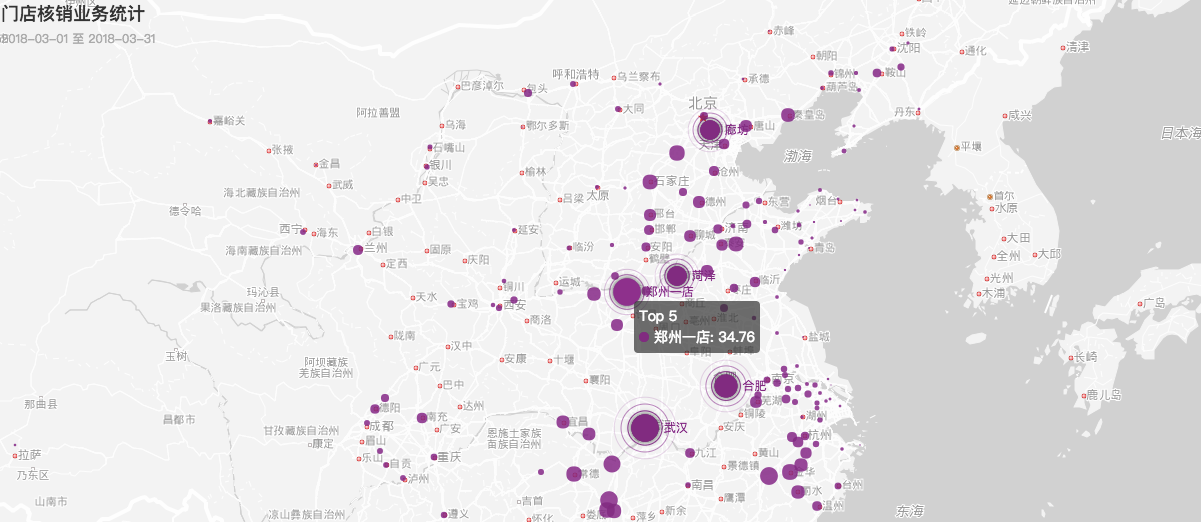 门店核销业务统计
2018-03-01 至 2018-03-31
赤峰
铁岭
沈阳
通化
清津
朝阳
锦州
鞍山
葫芦岛
承德
呼和浩特
乌兰察布
巴彦淖尔
包头
北京
大同
阿拉善盟
嘉峪关
乌海
鄂尔多斯
廊坊
唐山
秦皇岛
丹东
咸兴
日本海
张掖
金昌
石嘴山
银川
天津
渤海
平壤
武威
吴忠
榆林
沧州
石家庄
海北藏族自治州
中卫
吕梁
太原
德州
东营
烟台
首尔
水原
德令哈
西宁
海东
白银
延安
邢台
邯郸
聊城
济南
潍坊
大田
海南藏族自治州
兰州
固原
临汾
安阳
青岛
大邱
全州
定西
庆阳
鹤壁
菏泽
临沂
光州
玛沁县
铜川
运城
郑州一店
枣庄
木浦
果洛藏族自治州
天水
宝鸡
西安
商丘
广岛
商洛
Top 5
郑州一店: 34.76
亳州
淮北
陇南
汉中
盐城
玉树
阿坝藏族
羌族自治州
广元
安康
十堰
阜阳
蚌埠
长崎
巴中
襄阳
合肥
南京
鹿儿岛
那曲县
昌都市
德阳
南充
达州
芜湖
铜陵
湖州
成都
广安
恩施土家族
苗族自治州
宜昌
武汉
安庆
杭州
甘孜藏族自治州
康定
眉山
乐山
自贡
重庆
九江
黄山
拉萨
乃东区
泸州
常德
景德镇
金华
台州
山南市
吉首
南昌
鹰潭
丽水
凉山彝族自治州
遵义
怀化
娄底
萍乡
新余
温州
东海